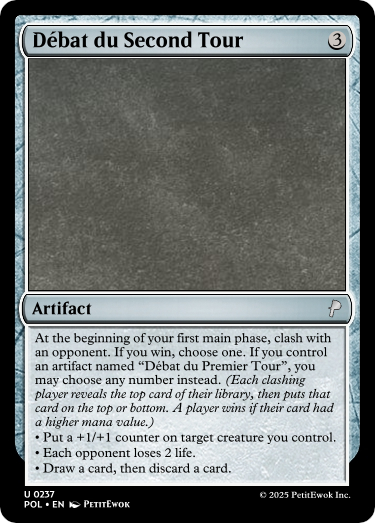 Débat du Second Tour 3
Artifact
At the beginning of your first main phase, clash with
an opponent. If you win, choose one. If you control
an artifact named “Débat du Premier Tour”, you
may choose any number instead. (Each clashing
player reveals the top card of their library, then puts
that card on the top or bottom. A player wins if their card had
a higher mana value.)
• Put a +1/+1 counter on target creature you control.
• Each opponent loses 2 life.
• Draw a card, then discard a card.
U 0237
POL • EN PetitEwok
© 2025 PetitEwok Inc.